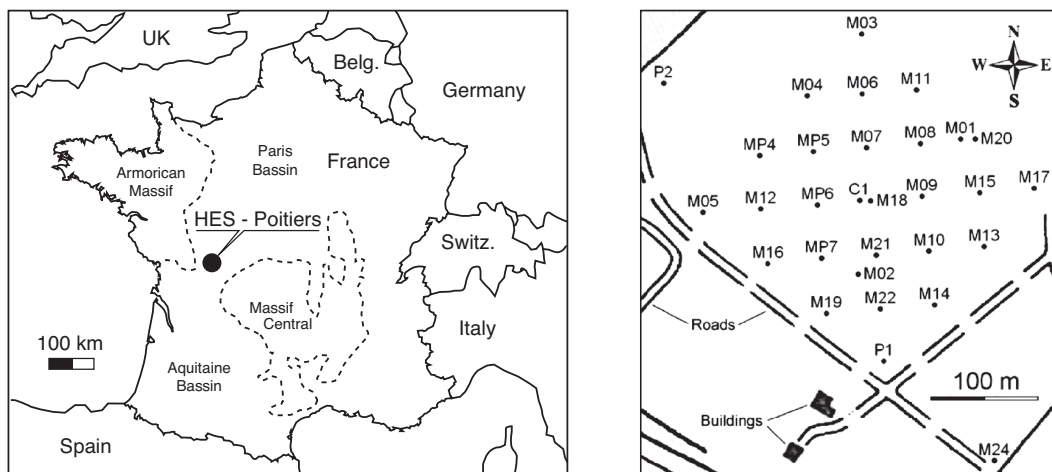 UK
Belg.
Germany
Paris
Basin
France
Armorican
Massif
HES - Poitiers
Switz.
Massif
Central
Italy
100 km
Aquitaine
Basin
Spain
M03
N
W E
S
P2
M04 M06 M11
MP4 MP5 M07 M08 M01 M20
M05 M12 MP6 C1 M18 M09 M15 M17
M16 MP7 M21 M10 M13
M02
M19 M22 M14
Roads
P1
100 m
Buildings
M24